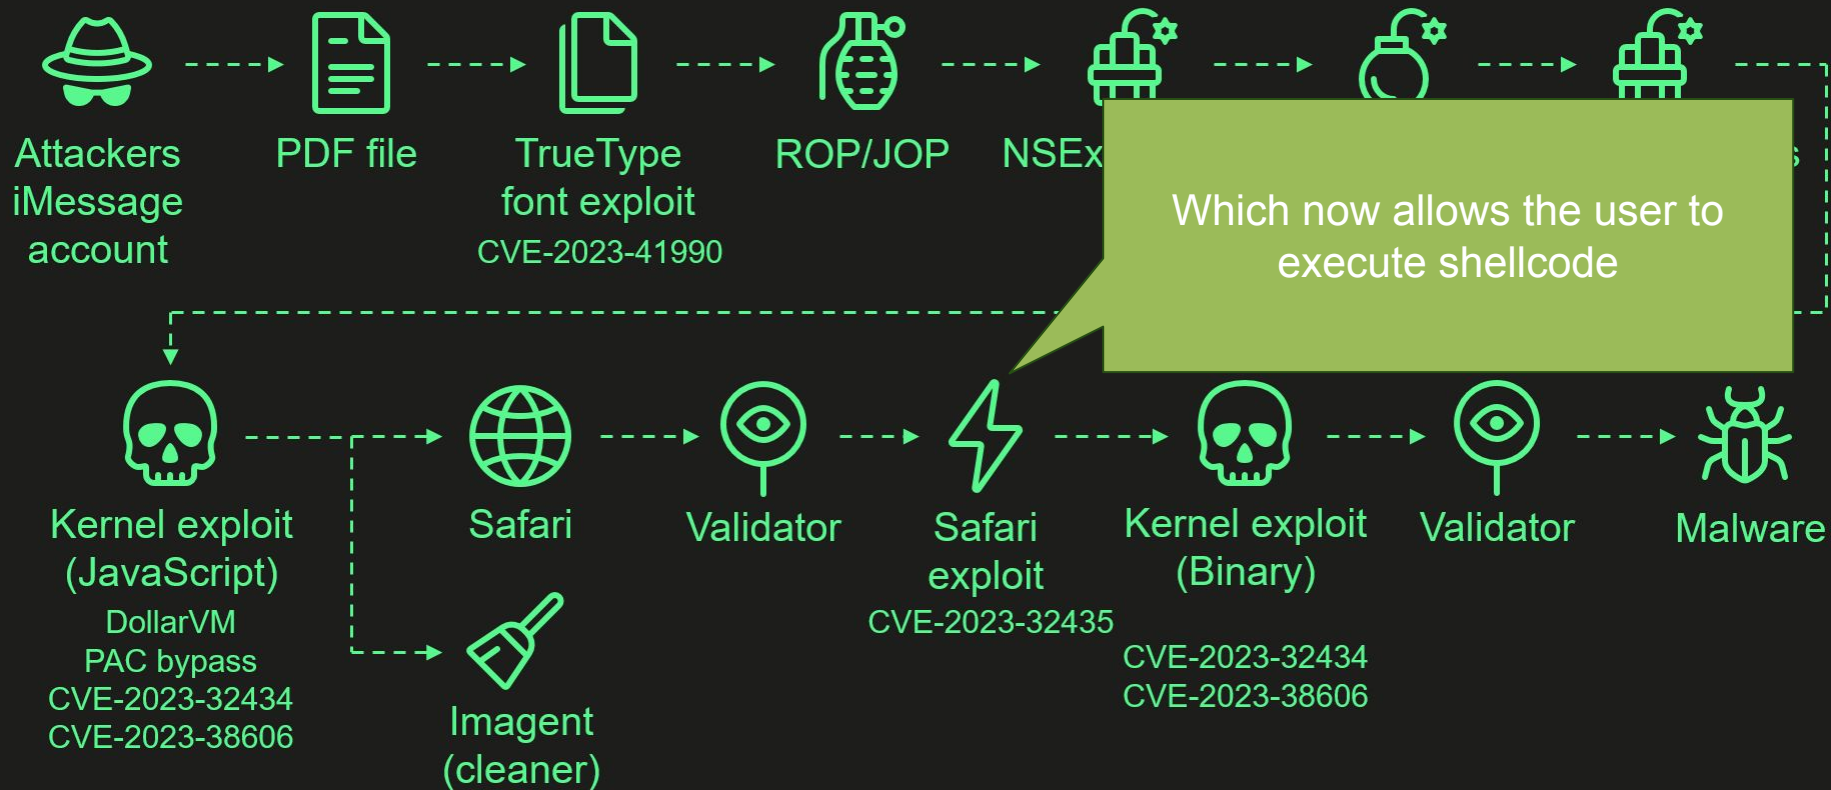 Attackers
iMessage
account
PDF file
TrueType
font exploit
CVE-2023-41990
ROP/JOP
Which now allows the user to
execute shellcode
Kernel exploit
(JavaScript)
DollarVM
PAC bypass
CVE-2023-32434
CVE-2023-38606
Safari
Imagent
(cleaner)
Validator
Safari
exploit
CVE-2023-32435
Kernel exploit
(Binary)
CVE-2023-32434
CVE-2023-38606
Validator
Malware